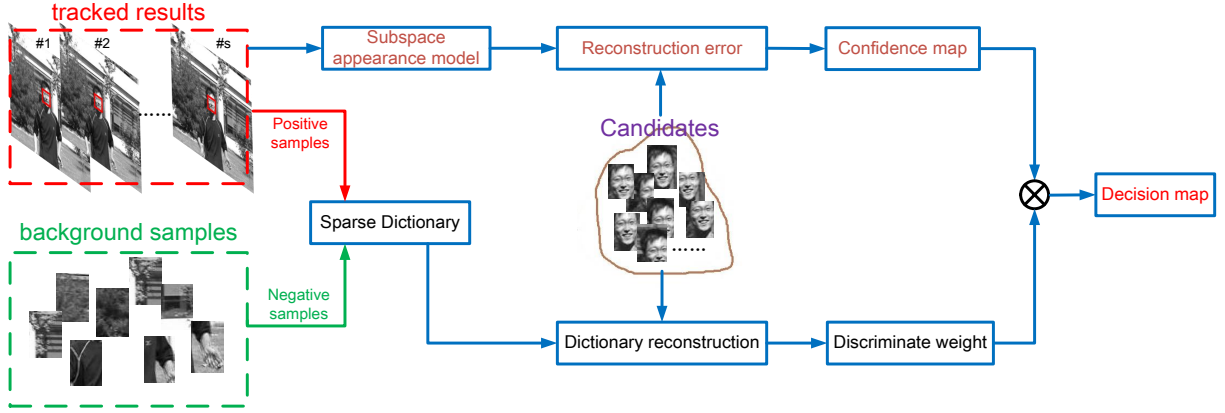 tracked results
#1
#2
#s
......
Subspace
appearance model
Reconstruction error
Confidence map
Positive
samples
Candidates
......
Sparse Dictionary
Decision map
background samples
Negative
samples
Dictionary reconstruction
Discriminate weight